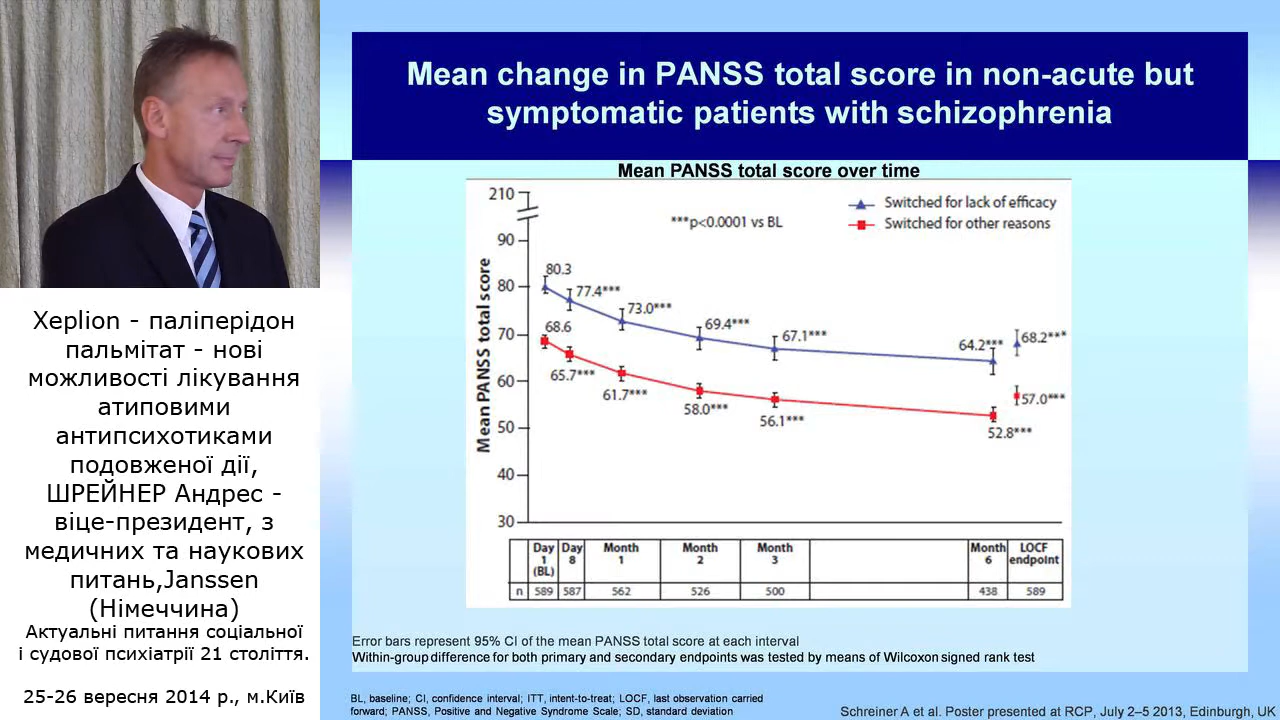 Mean change in PANSS total score in non-acute but
symptomatic patients with schizophrenia
Mean PANSS total score over time
210
90
80
70
60
50
40
30
Mean PANSS total score
***p<0.0001 vs BL
Switched for lack of efficacy
Switched for other reasons
80.3
77.4***
73.0***
69.4***
67.1***
64.2***
68.2***
68.6
65.7***
61.7***
58.0***
56.1***
52.8***
57.0***
Day 1 (BL) Day 8 Month 1 Month 2 Month 3 Month 6 LOCF endpoint
n 589 587 562 526 500 438 589
Error bars represent 95% CI of the mean PANSS total score at each interval
Within-group difference for both primary and secondary endpoints was tested by means of Wilcoxon signed rank test
BL, baseline; CI, confidence interval; ITT, intent-to-treat; LOCF, last observation carried
forward; PANSS, Positive and Negative Syndrome Scale; SD, standard deviation
Schreiner A et al. Poster presented at RCP, July 2–5 2013, Edinburgh, UK
Xeplion - паліперідон
пальмітат - нові
можливості лікування
атиповими
антипсихотиками
подовженої дії,
ШРЕЙНЕР Андрес -
віце-президент, з
медичних та наукових
питань,Janssen
(Німеччина)
Актуальні питання соціальної
і судової психіатрії 21 століття.
25-26 вересня 2014 р., м.Київ